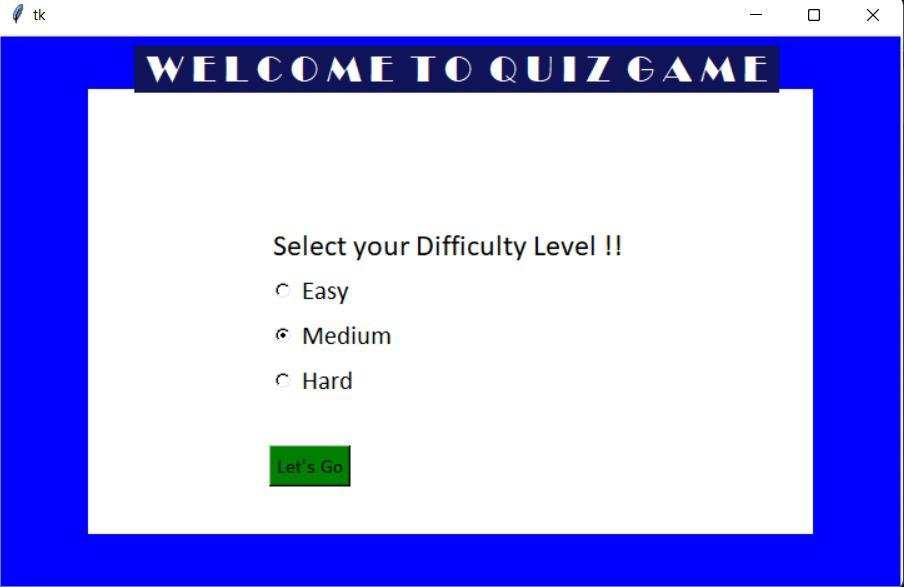 tk
WELCOME TO QUIZ GAME
Select your Difficulty Level !!
Easy
Medium
Hard
Let's Go